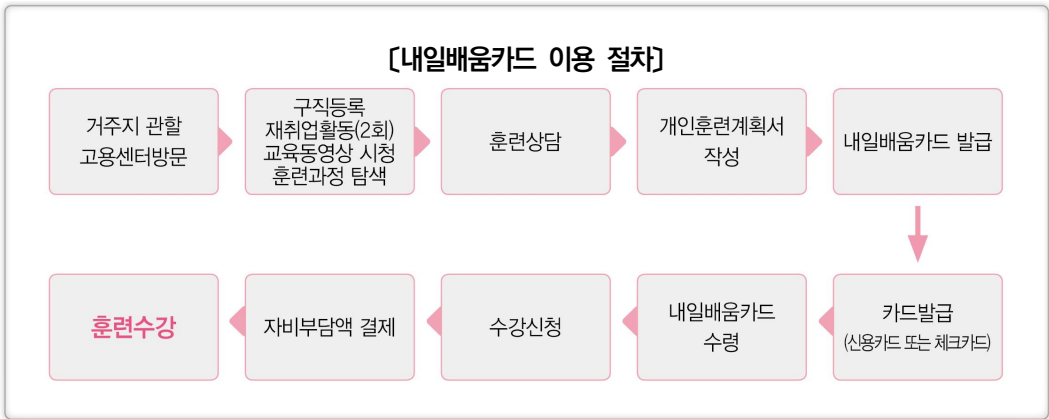 〔내일배움카드 이용 절차〕
거주지 관할
고용센터방문
구직등록
재취업활동(2회)
교육동영상 시청
훈련과정 탐색
훈련상담
개인훈련계획서
작성
내일배움카드 발급
카드발급
(신용카드 또는 체크카드)
내일배움카드
수령
수강신청
자비부담액 결제
훈련수강